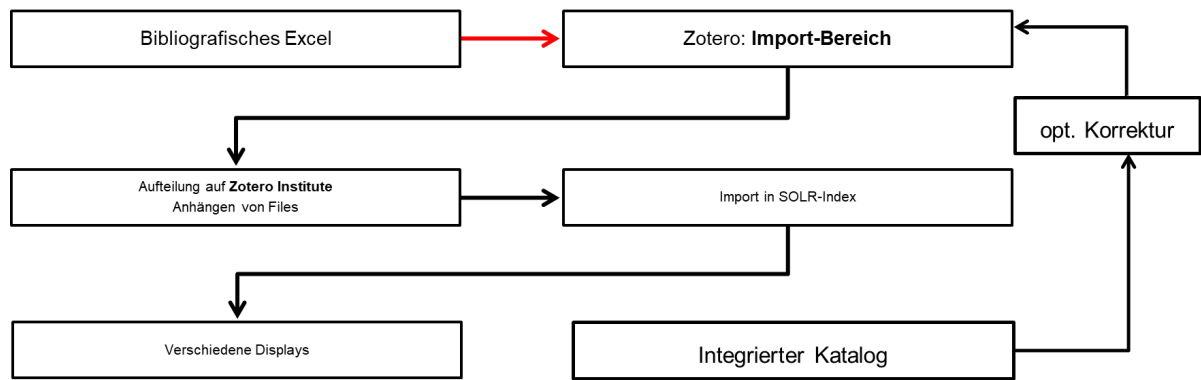 Bibliografisches Excel
Zotero: Import-Bereich
opt. Korrektur
Aufteilung auf Zotero Institute
Anhängen von Files
Import in SOLR-Index
Verschiedene Displays
Integrierter Katalog